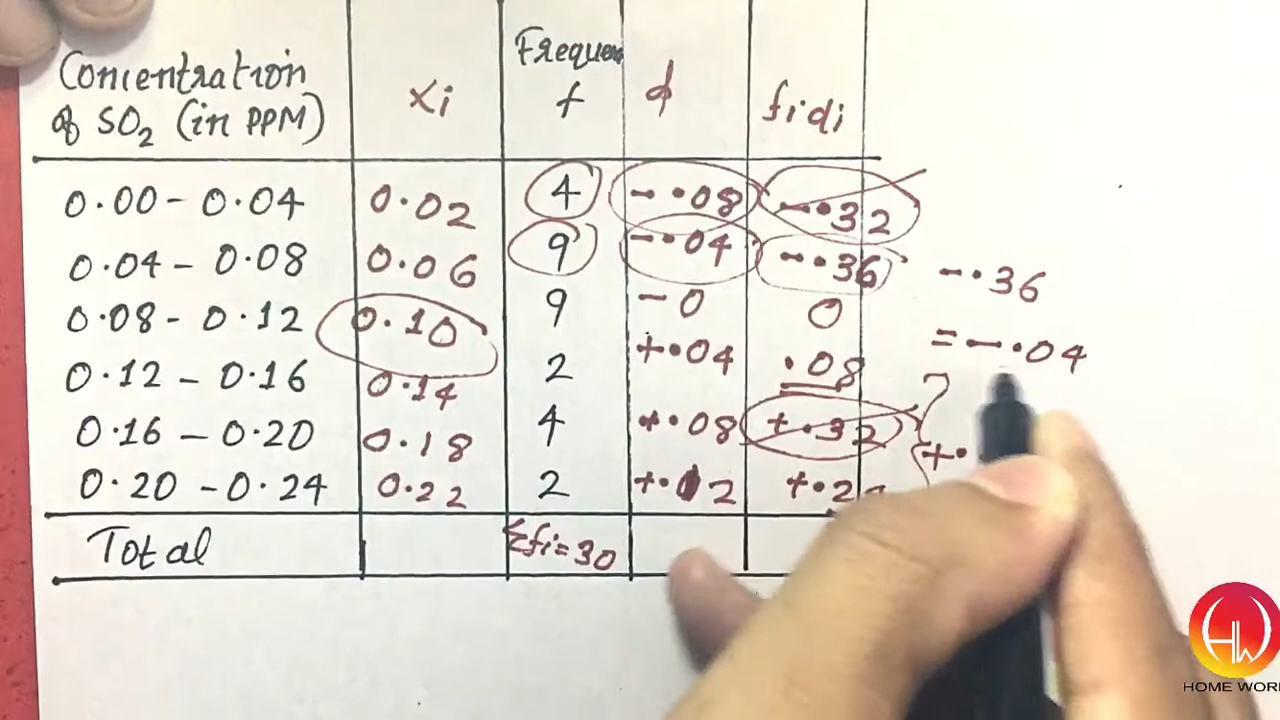 Concentration of SO2 (in PPM) xi Frequen f d fidi
0.00 - 0.04 0.02 4 -.08 -.32
0.04 - 0.08 0.06 9 -.04 -.36
0.08 - 0.12 0.10 9 -0 0
0.12 - 0.16 0.14 2 +.04 .08
0.16 - 0.20 0.18 4 +.08 +.32
0.20 - 0.24 0.22 2 +.12
Total Σfi=30
-.36
=-.04
HW
HOME WOR